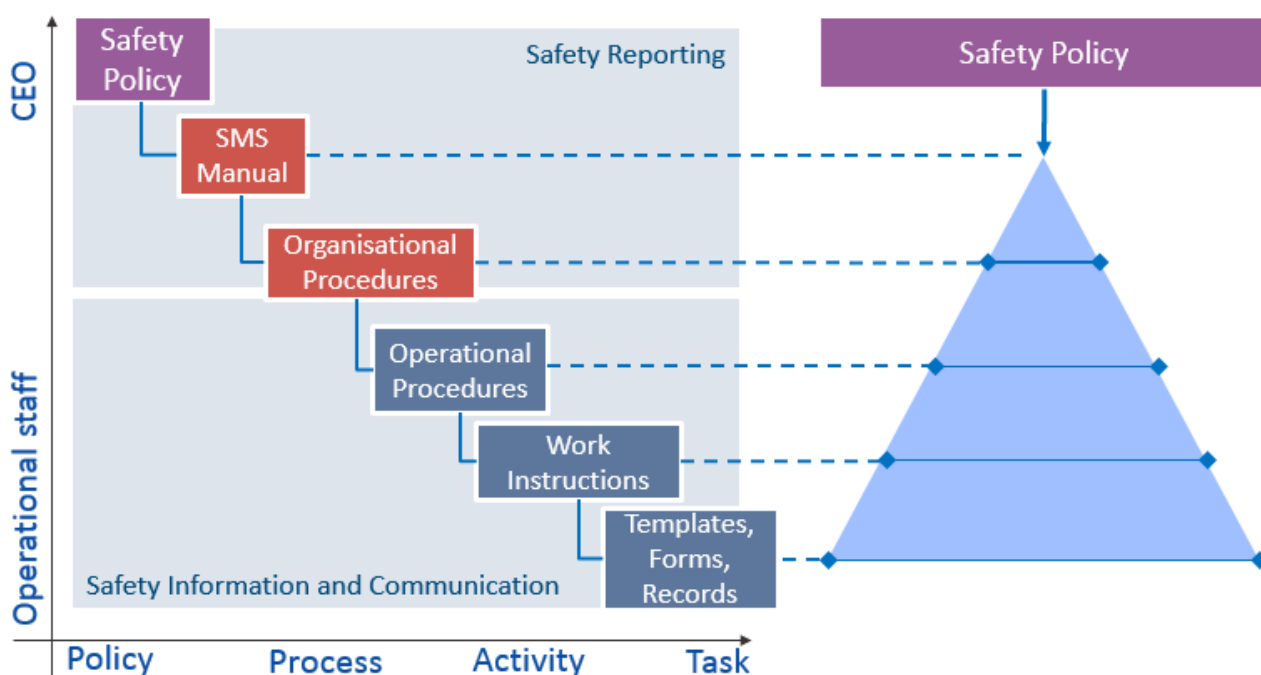 CEO
Operational staff
Safety
Policy
Safety Reporting
Safety Policy
SMS
Manual
Organisational
Procedures
Operational
Procedures
Work
Instructions
Templates,
Forms,
Records
Safety Information and Communication
Policy
Process
Activity
Task